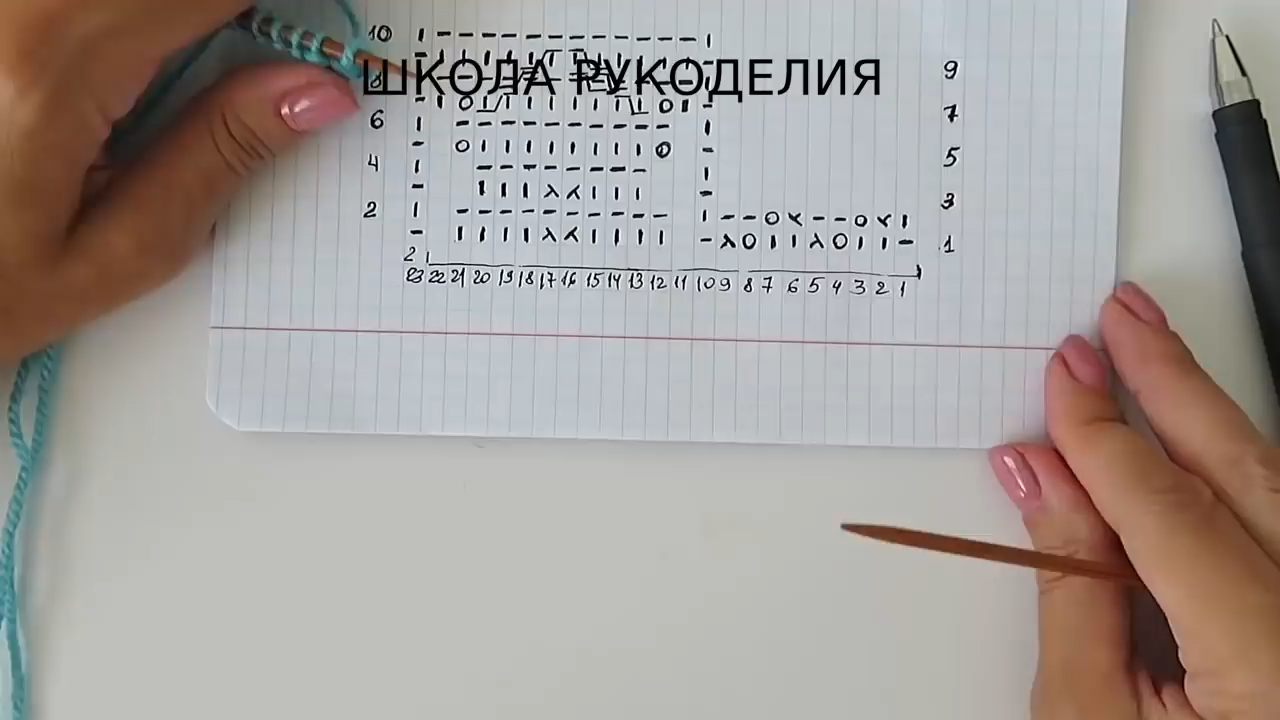 10 | - - - - - - - - - - - - |
ШКОЛА РУКОДЕЛИЯ
9
7
6 | - - - - - - - - - - |
- O | | | | | | | | O - 5
4 | - - - - - - - - |
- | | | λ ⅄ | | | - 3
2 | - - - - - - - - - - | - - O Y - - O Y |
- | | | | λ ⅄ | | | | - λ O | | λ O | | - 1
2
23 22 21 20 19 18 17 16 15 14 13 12 11 10 9 8 7 6 5 4 3 2 1